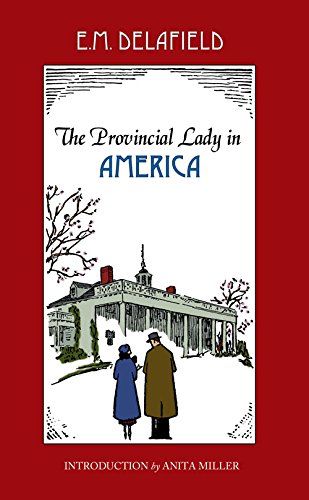 E.M. DELAFIELD
The Provincial Lady in
AMERICA
INTRODUCTION by ANITA MILLER